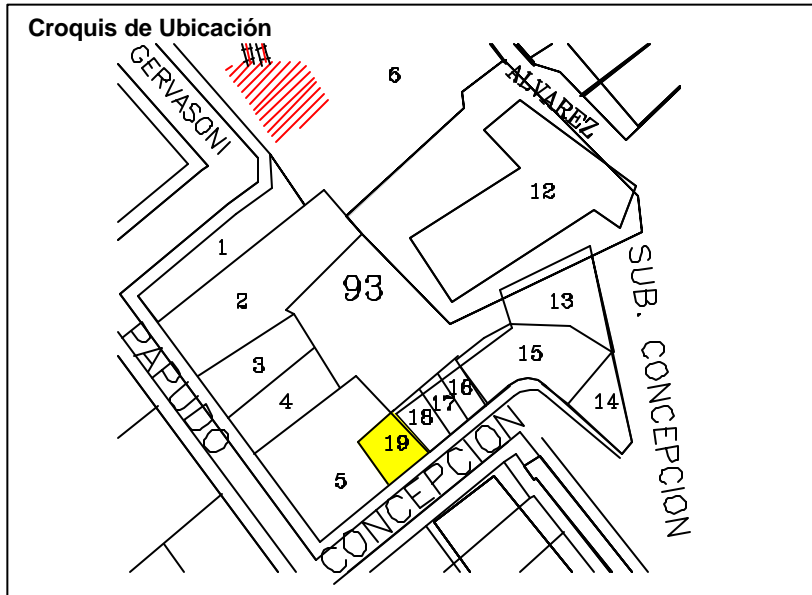 Croquis de Ubicación
GERVASONI
6
ALVAREZ
12
1
2
93
SUB. CONCEPCION
13
3
15
PAPUDO
4
16
17
18
14
19
5
CONCEPCION